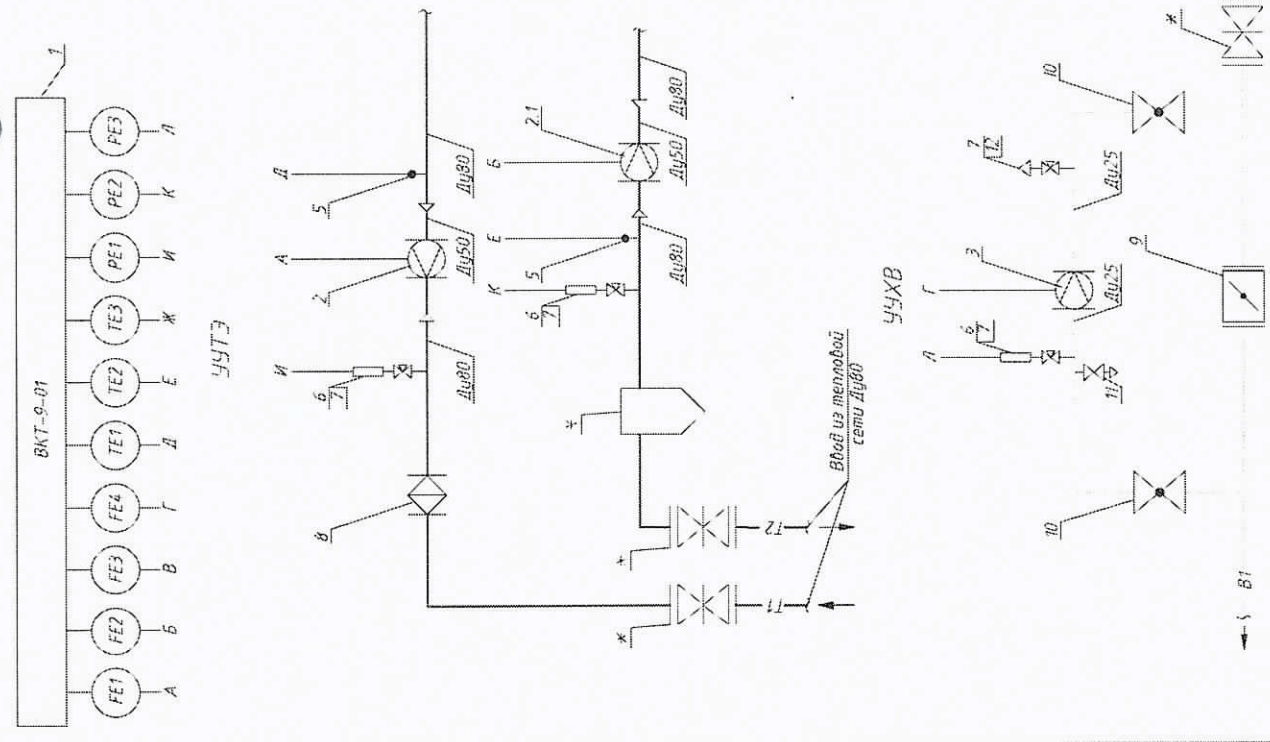 1
ВКТ-9-01
FE1 FE2 FE3 FE4 TE1 TE2 TE3 PE1 PE2 PE3
А Б В Г Д Е Ж И К Л
УУТЭ
И А Д
6
7
2
5
8
Ду80 Ду50 Ду80
К Е Б
6
7
5
2.1
*
Ду80 Ду50 Ду80
*
*
Т1
Т2
Ввод из тепловой
сети Ду80
УУХВ
Л Г
6
7
3
7
12
10
10
11
Ду25 Ду25
9
*
В1